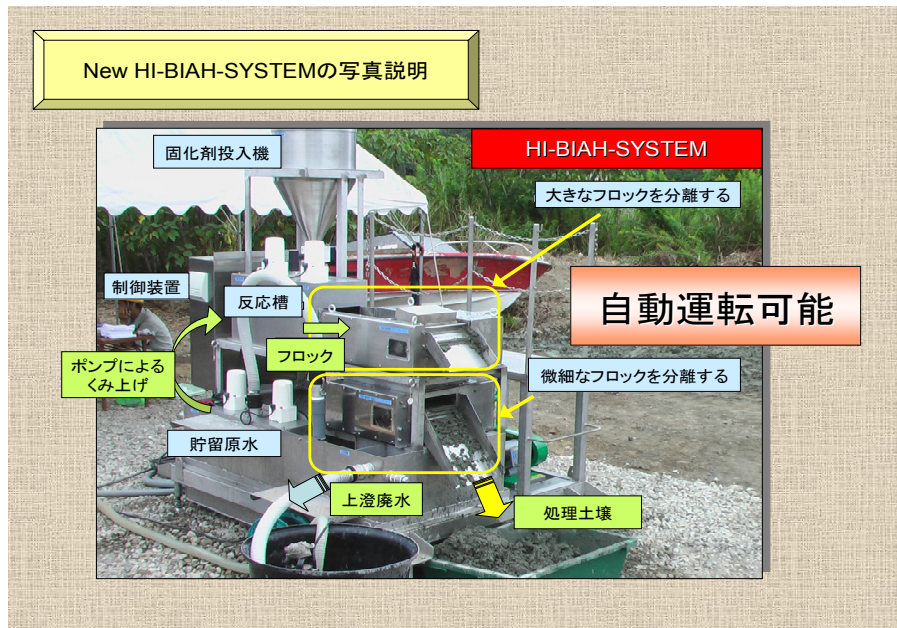 New HI-BIAH-SYSTEMの写真説明
固化剤投入機
HI-BIAH-SYSTEM
大きなフロックを分離する
制御装置
反応槽
自動運転可能
フロック
ポンプによる
くみ上げ
微細なフロックを分離する
貯留原水
上澄廃水
処理土壌